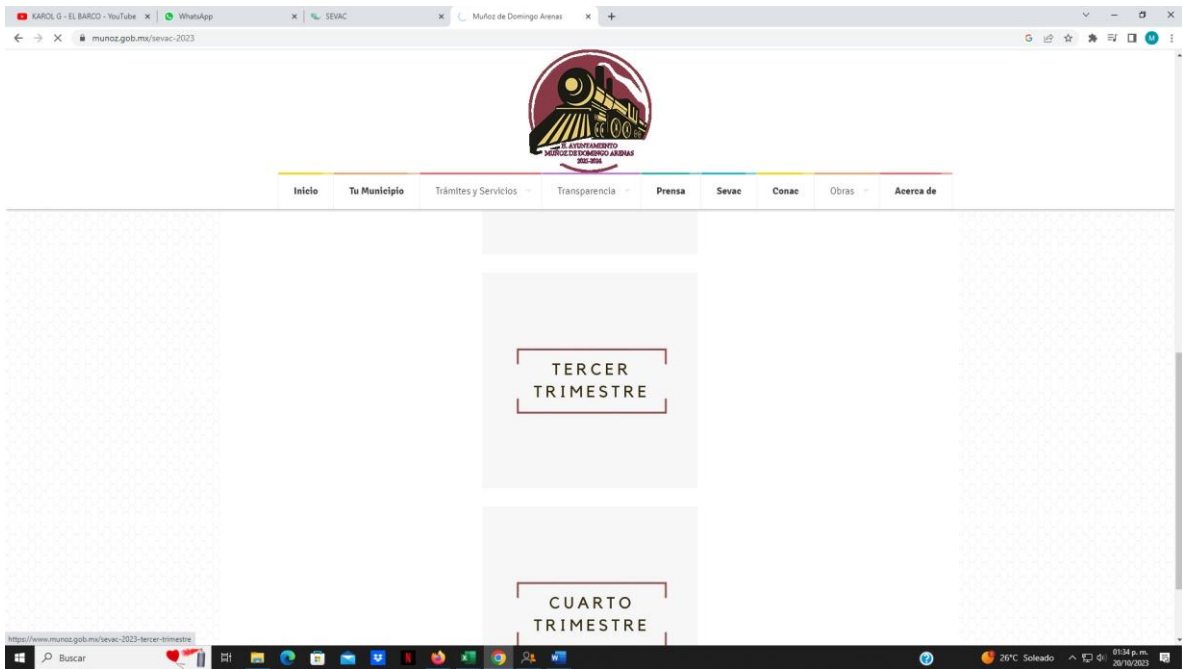 KAROL G - EL BARCO - YouTube
WhatsApp
SEVAC
Muñoz de Domingo Arenas
munoz.gob.mx/sevac-2023
G
M
H. AYUNTAMIENTO
MUÑOZ DE DOMINGO ARENAS
2021-2024
Inicio
Tu Municipio
Trámites y Servicios
Transparencia
Prensa
Sevac
Conac
Obras
Acerca de
TERCER
TRIMESTRE
CUARTO
TRIMESTRE
https://www.munoz.gob.mx/sevac-2023-tercer-trimestre
Buscar
26°C Soleado
01:34 p. m.
20/10/2023